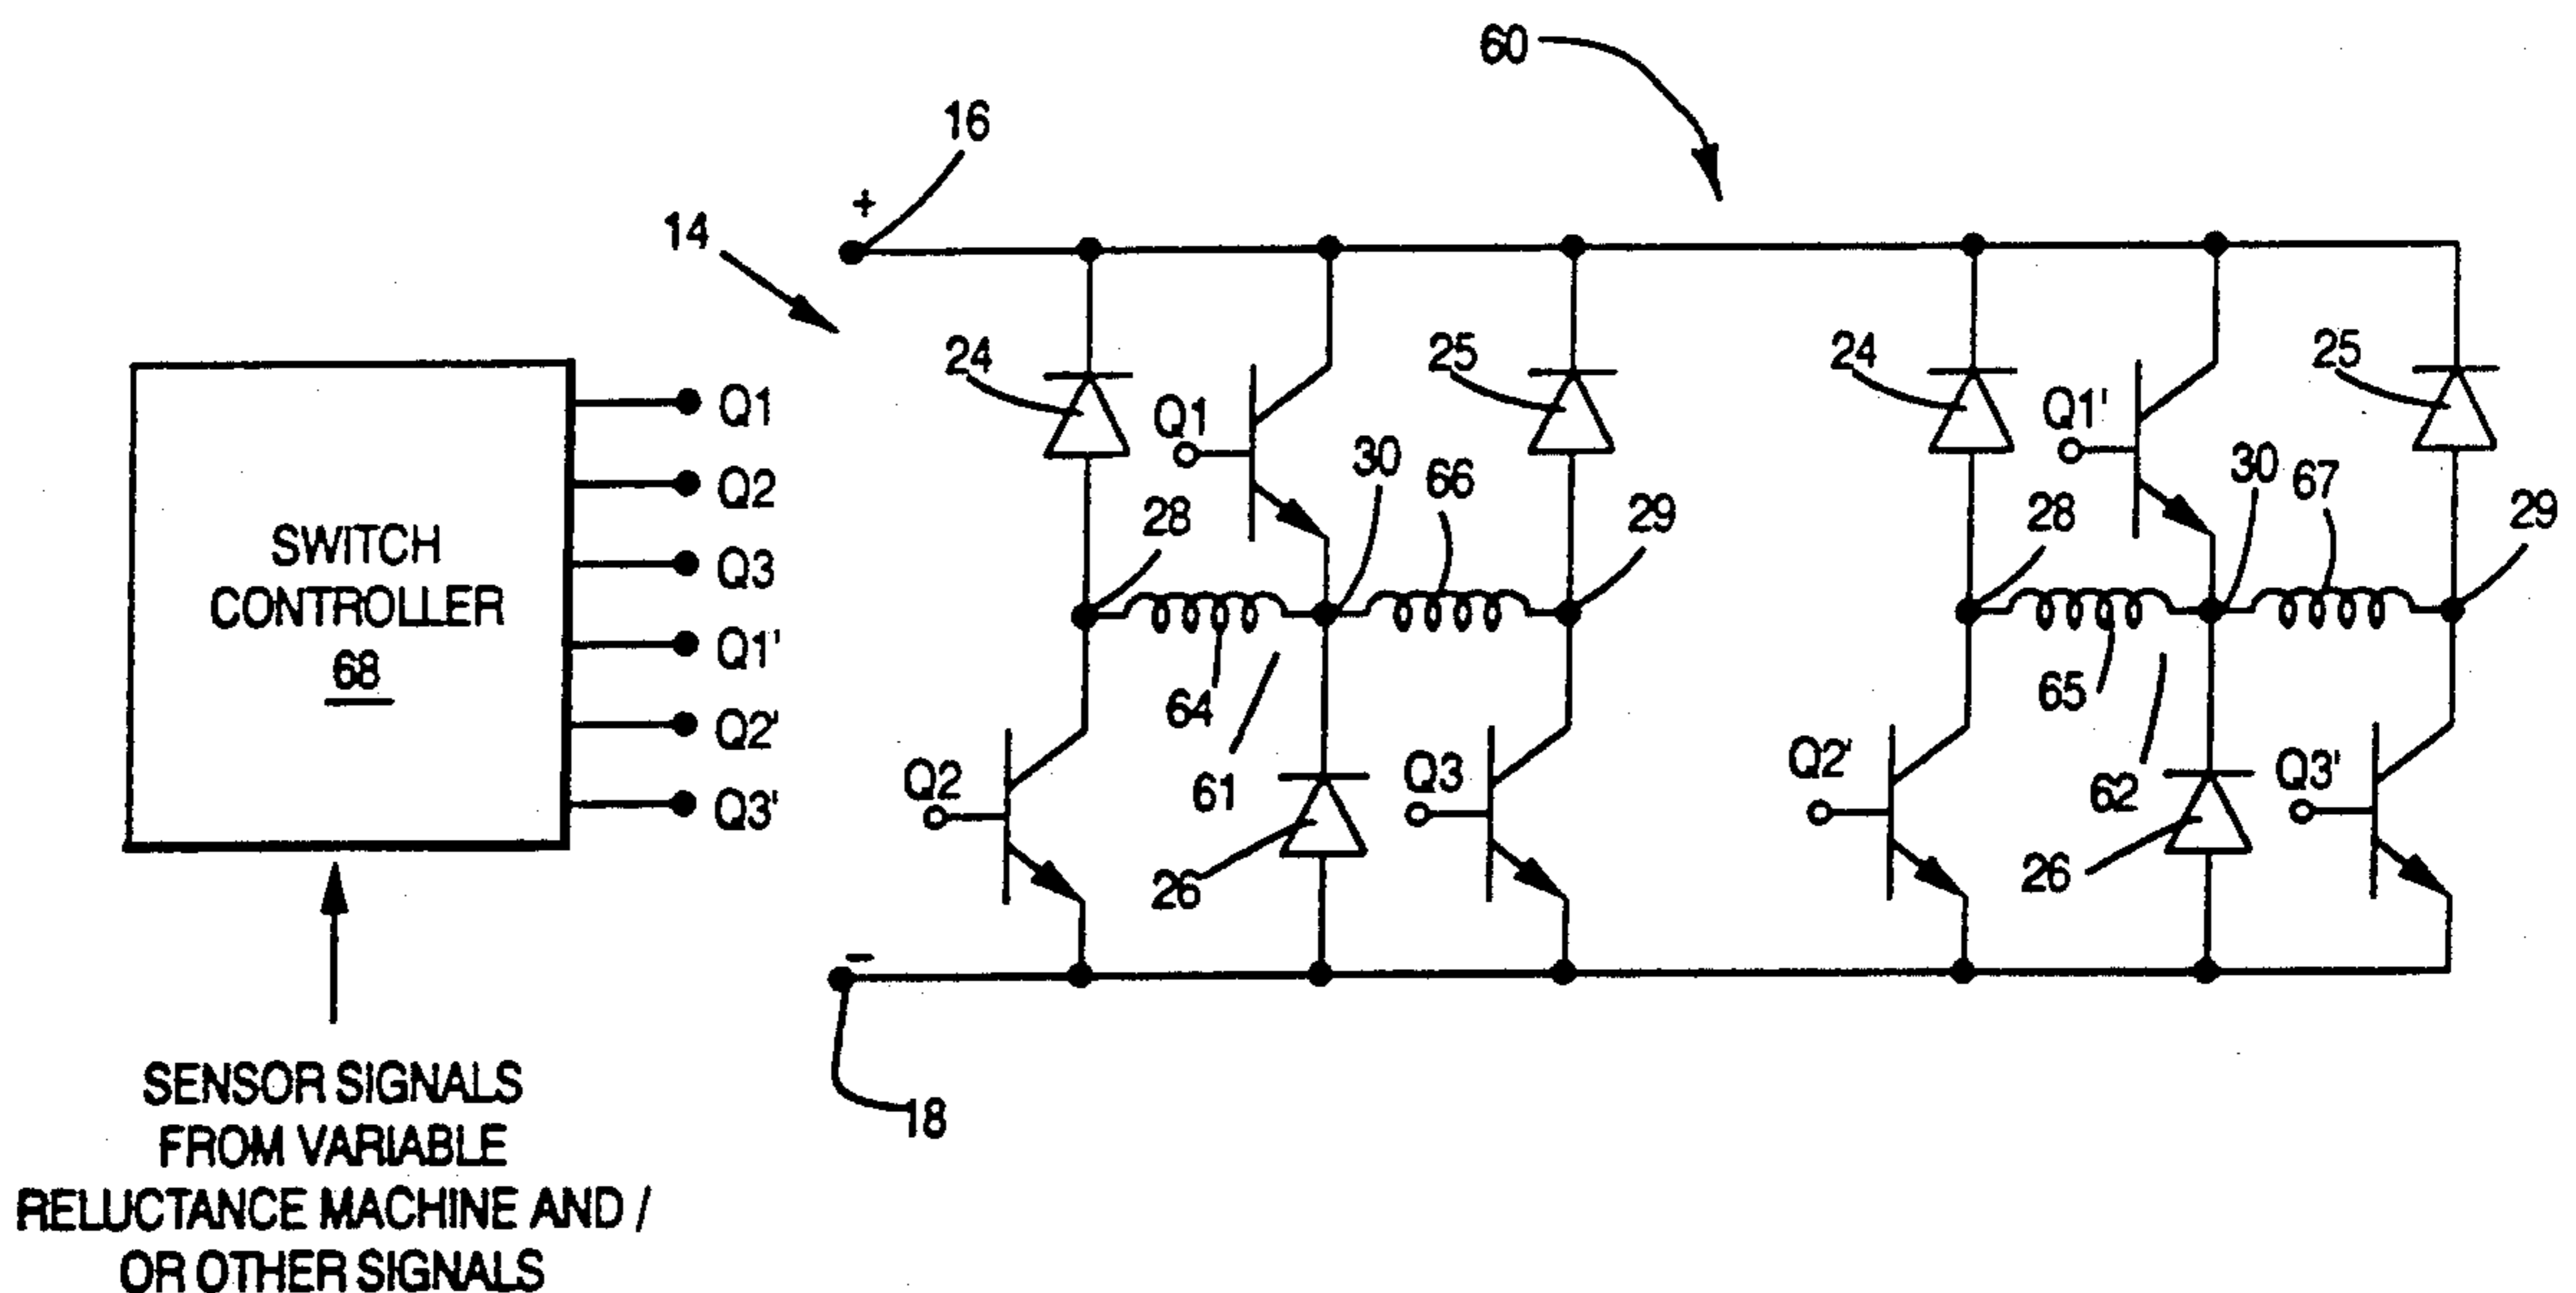 60
16
+
14
24
Q1
25
24
Q1'
25
30
66
30
67
28
29
28
29
Q1
Q2
Q3
Q1'
Q2'
Q3'
SWITCH
CONTROLLER
68
64
61
65
62
Q2
Q3
Q2'
Q3'
26
26
-
18
SENSOR SIGNALS
FROM VARIABLE
RELUCTANCE MACHINE AND /
OR OTHER SIGNALS